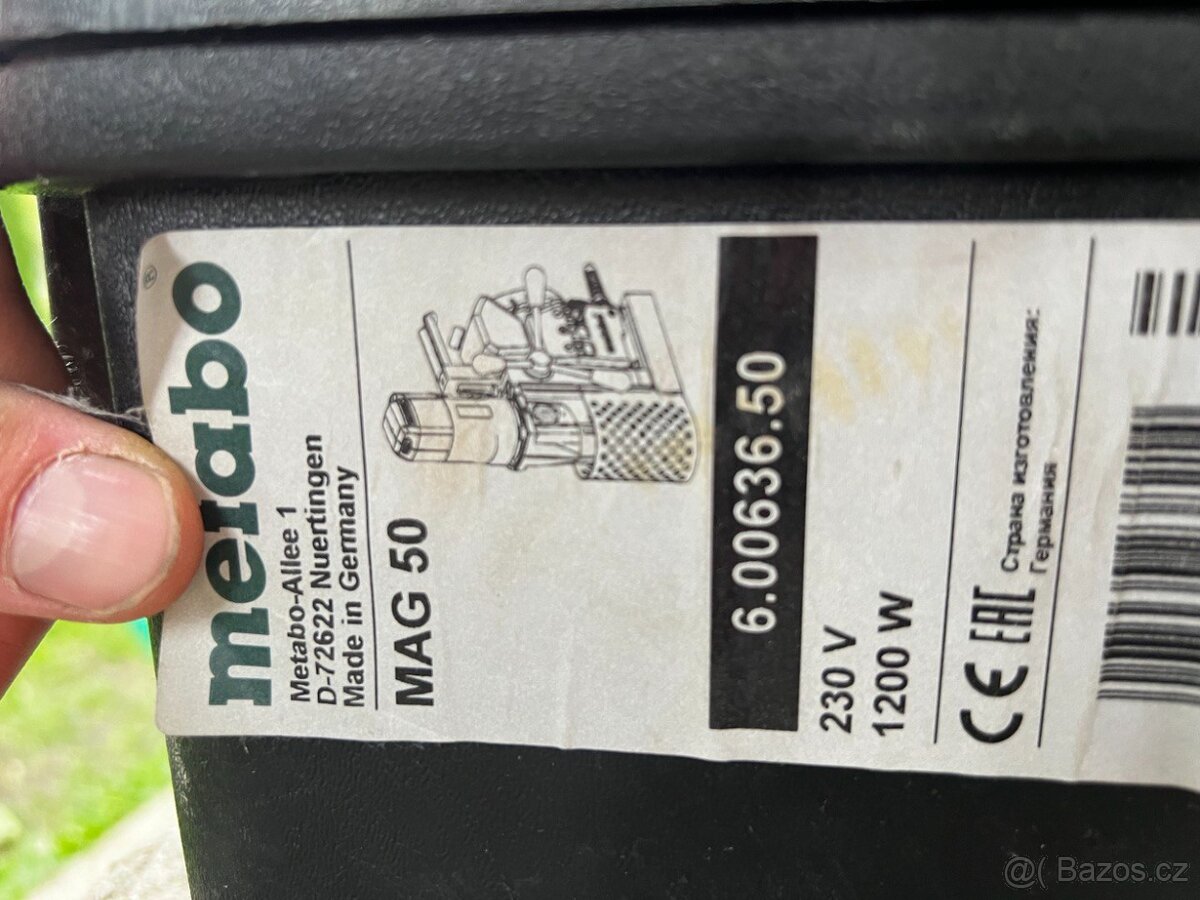 metabo®
Metabo-Allee 1
D-72622 Nuertingen
Made in Germany
MAG 50
6.00636.50
230 V
1200 W
CE EAC
Страна изготовления:
Германия
@( Bazos.cz